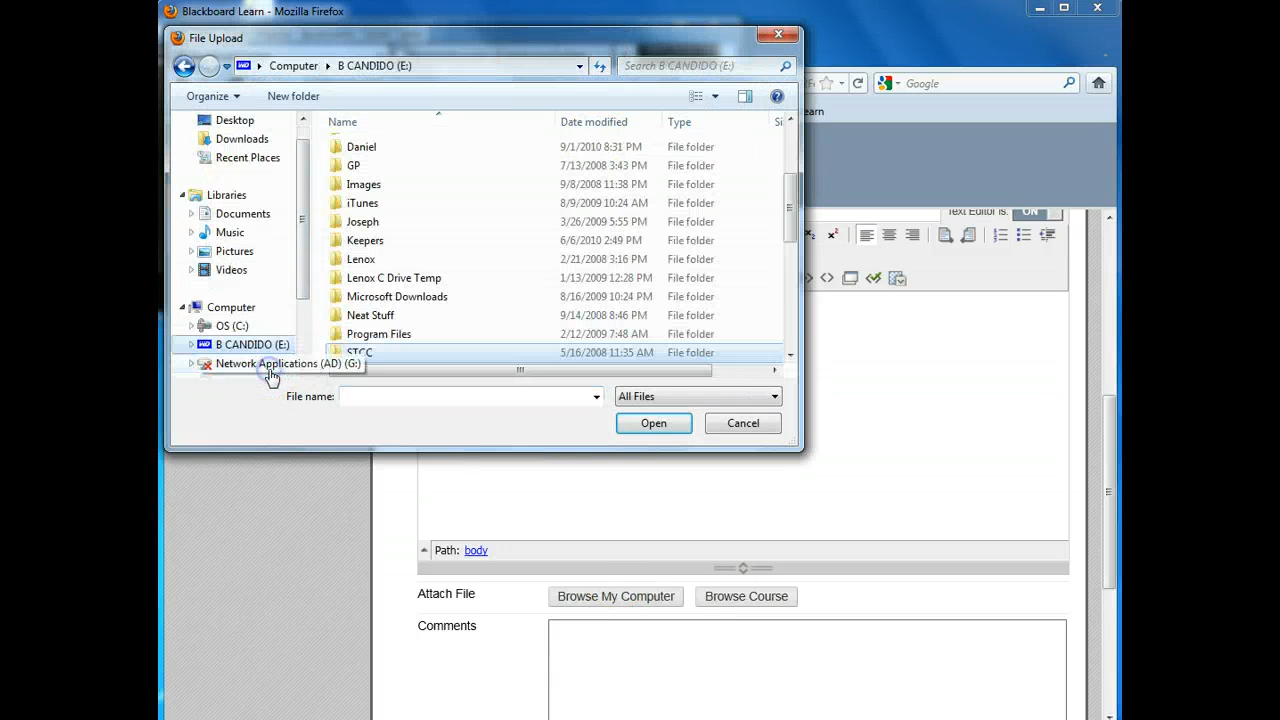 Blackboard Learn - Mozilla Firefox
File Upload
Computer B CANDIDO (E:) Search B CANDIDO (E:)
Google
Organize New folder
earn
Desktop
Downloads
Recent Places
Libraries
Documents
Music
Pictures
Videos
Computer
OS (C:)
B CANDIDO (E:)
Network Applications (AD) (G:)
Name Date modified Type Si
Daniel 9/1/2010 8:31 PM File folder
GP 7/13/2008 3:43 PM File folder
Images 9/8/2008 11:38 PM File folder
iTunes 8/9/2009 10:24 AM File folder
Joseph 3/26/2009 5:55 PM File folder
Keepers 6/6/2010 2:49 PM File folder
Lenox 2/21/2008 3:16 PM File folder
Lenox C Drive Temp 1/13/2009 12:28 PM File folder
Microsoft Downloads 8/16/2009 10:24 PM File folder
Neat Stuff 9/14/2008 8:46 PM File folder
Program Files 2/12/2009 7:48 AM File folder
STCC 5/16/2008 11:35 AM File folder
File name: All Files
Open Cancel
Text Editor is: ON
Path: body
Attach File Browse My Computer Browse Course
Comments